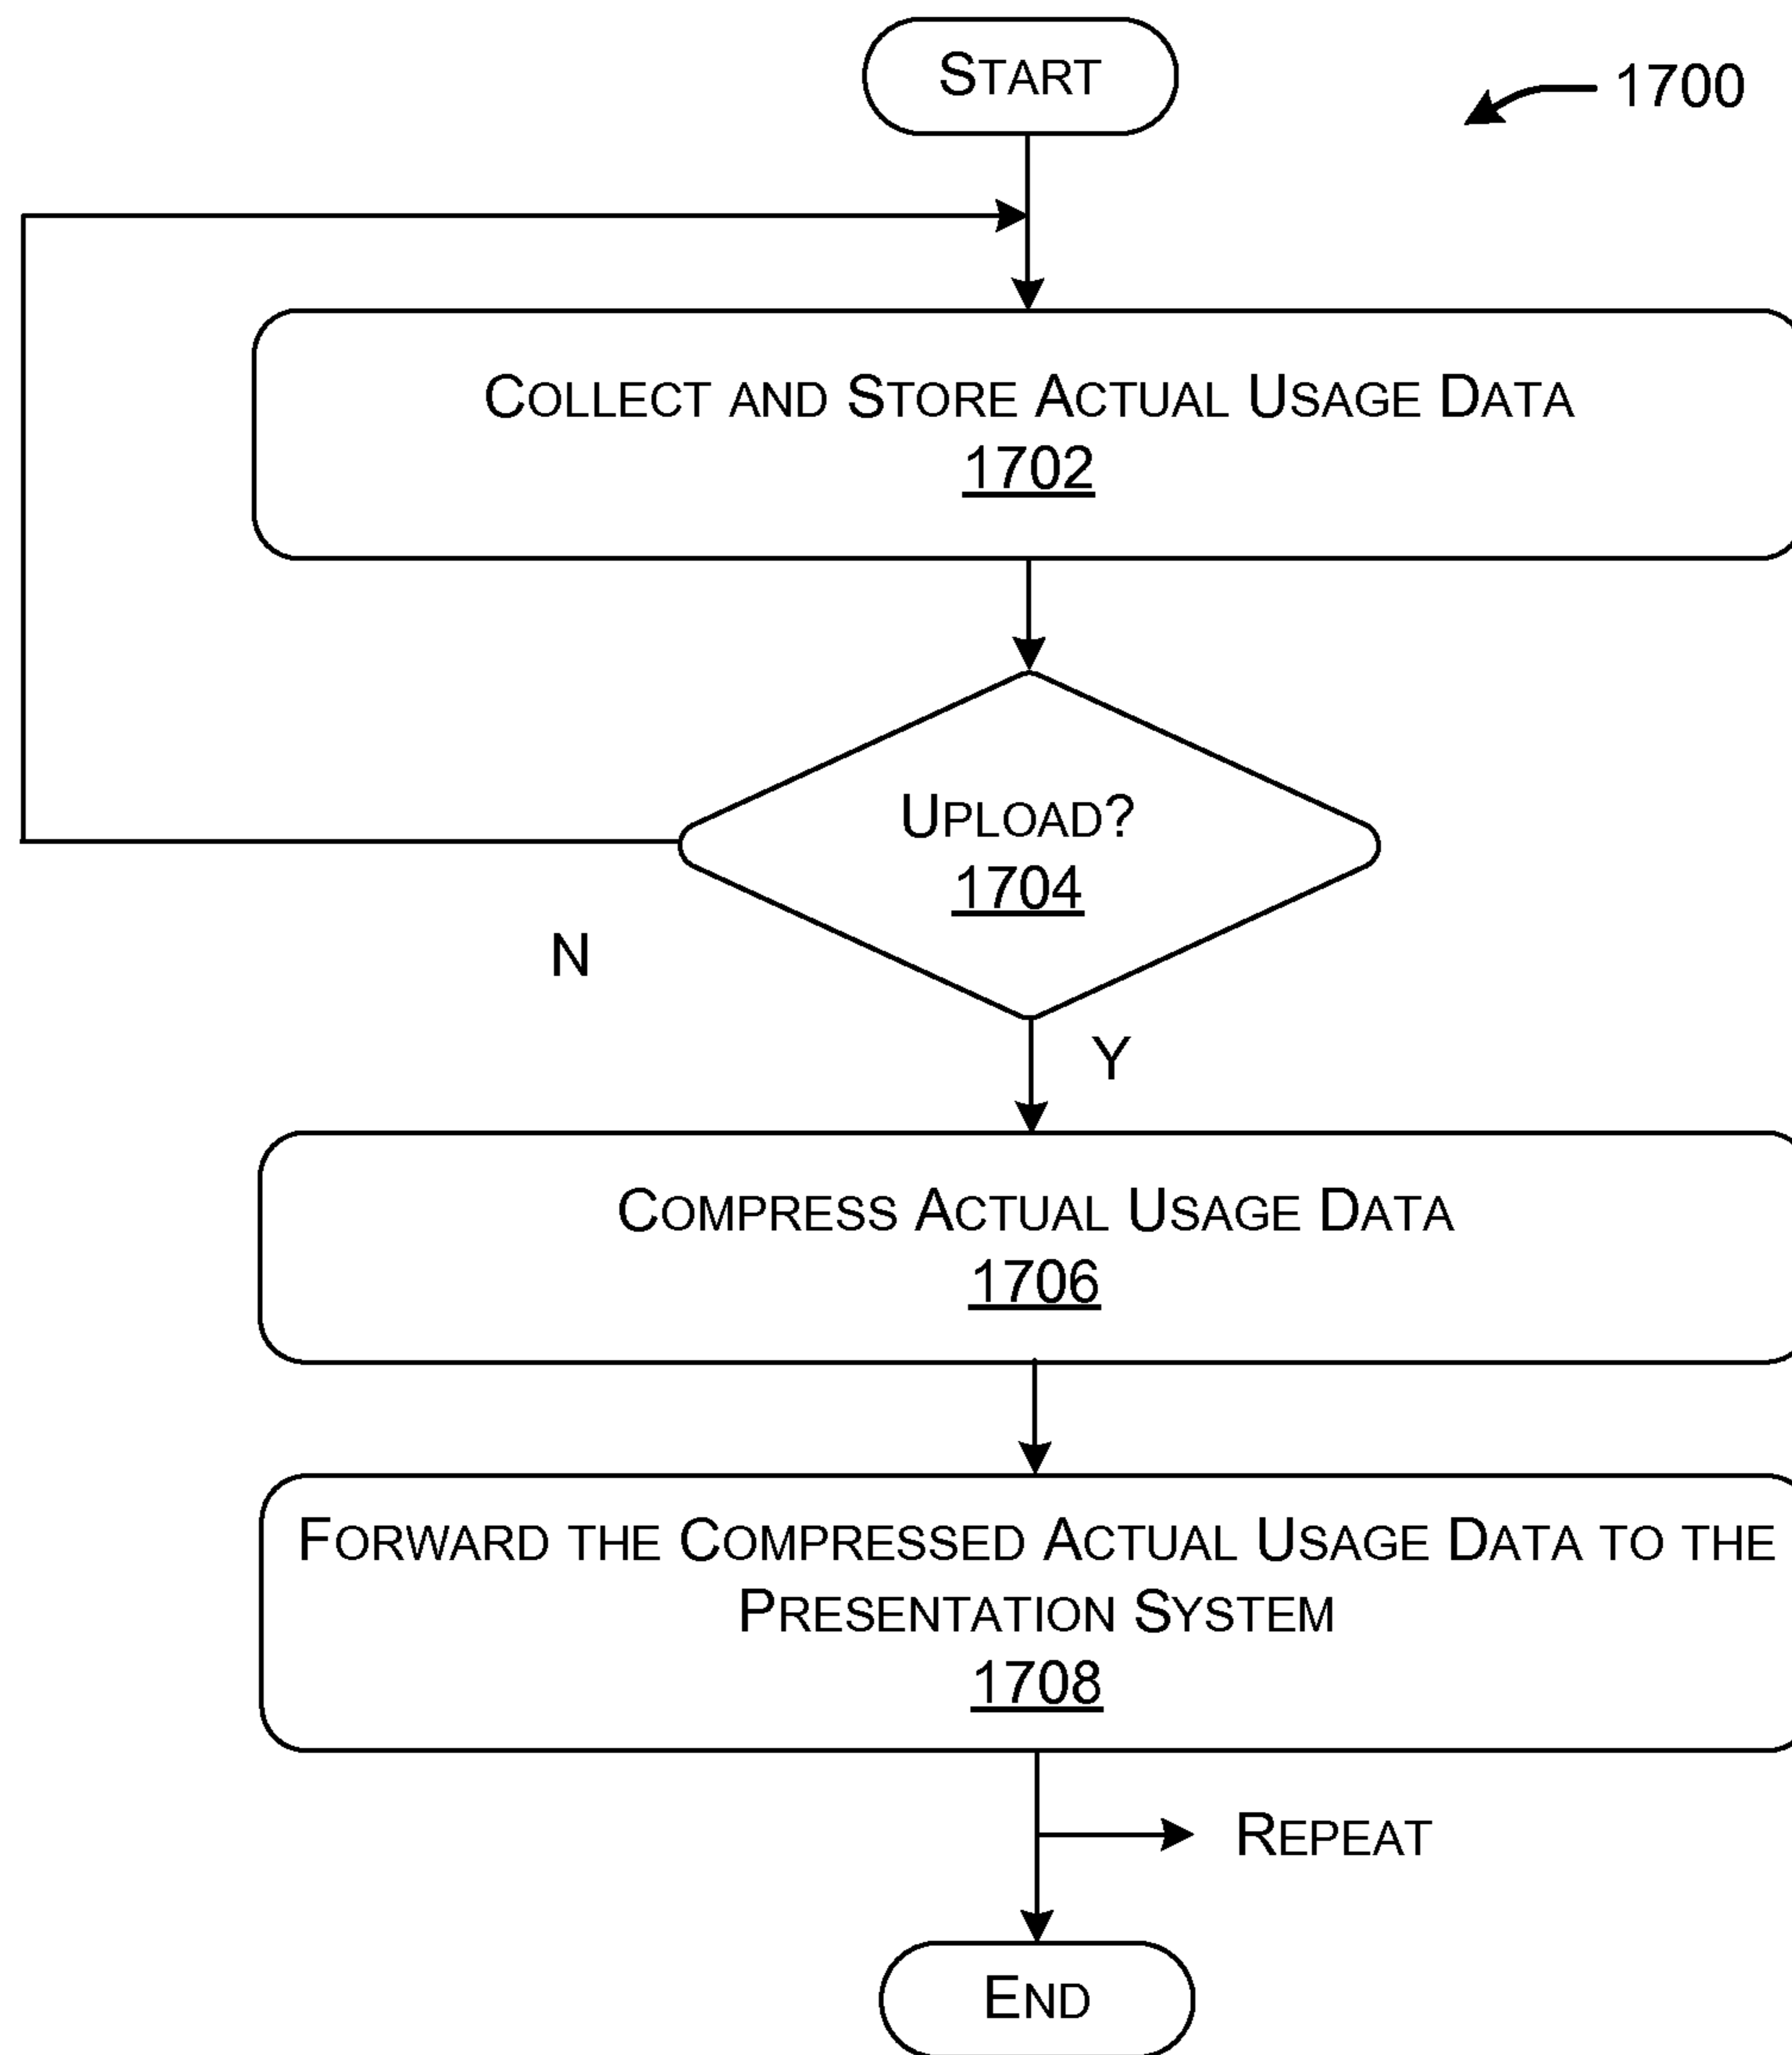 START
1700
COLLECT AND STORE ACTUAL USAGE DATA
1702
UPLOAD?
1704
N
Y
COMPRESS ACTUAL USAGE DATA
1706
FORWARD THE COMPRESSED ACTUAL USAGE DATA TO THE
PRESENTATION SYSTEM
1708
REPEAT
END